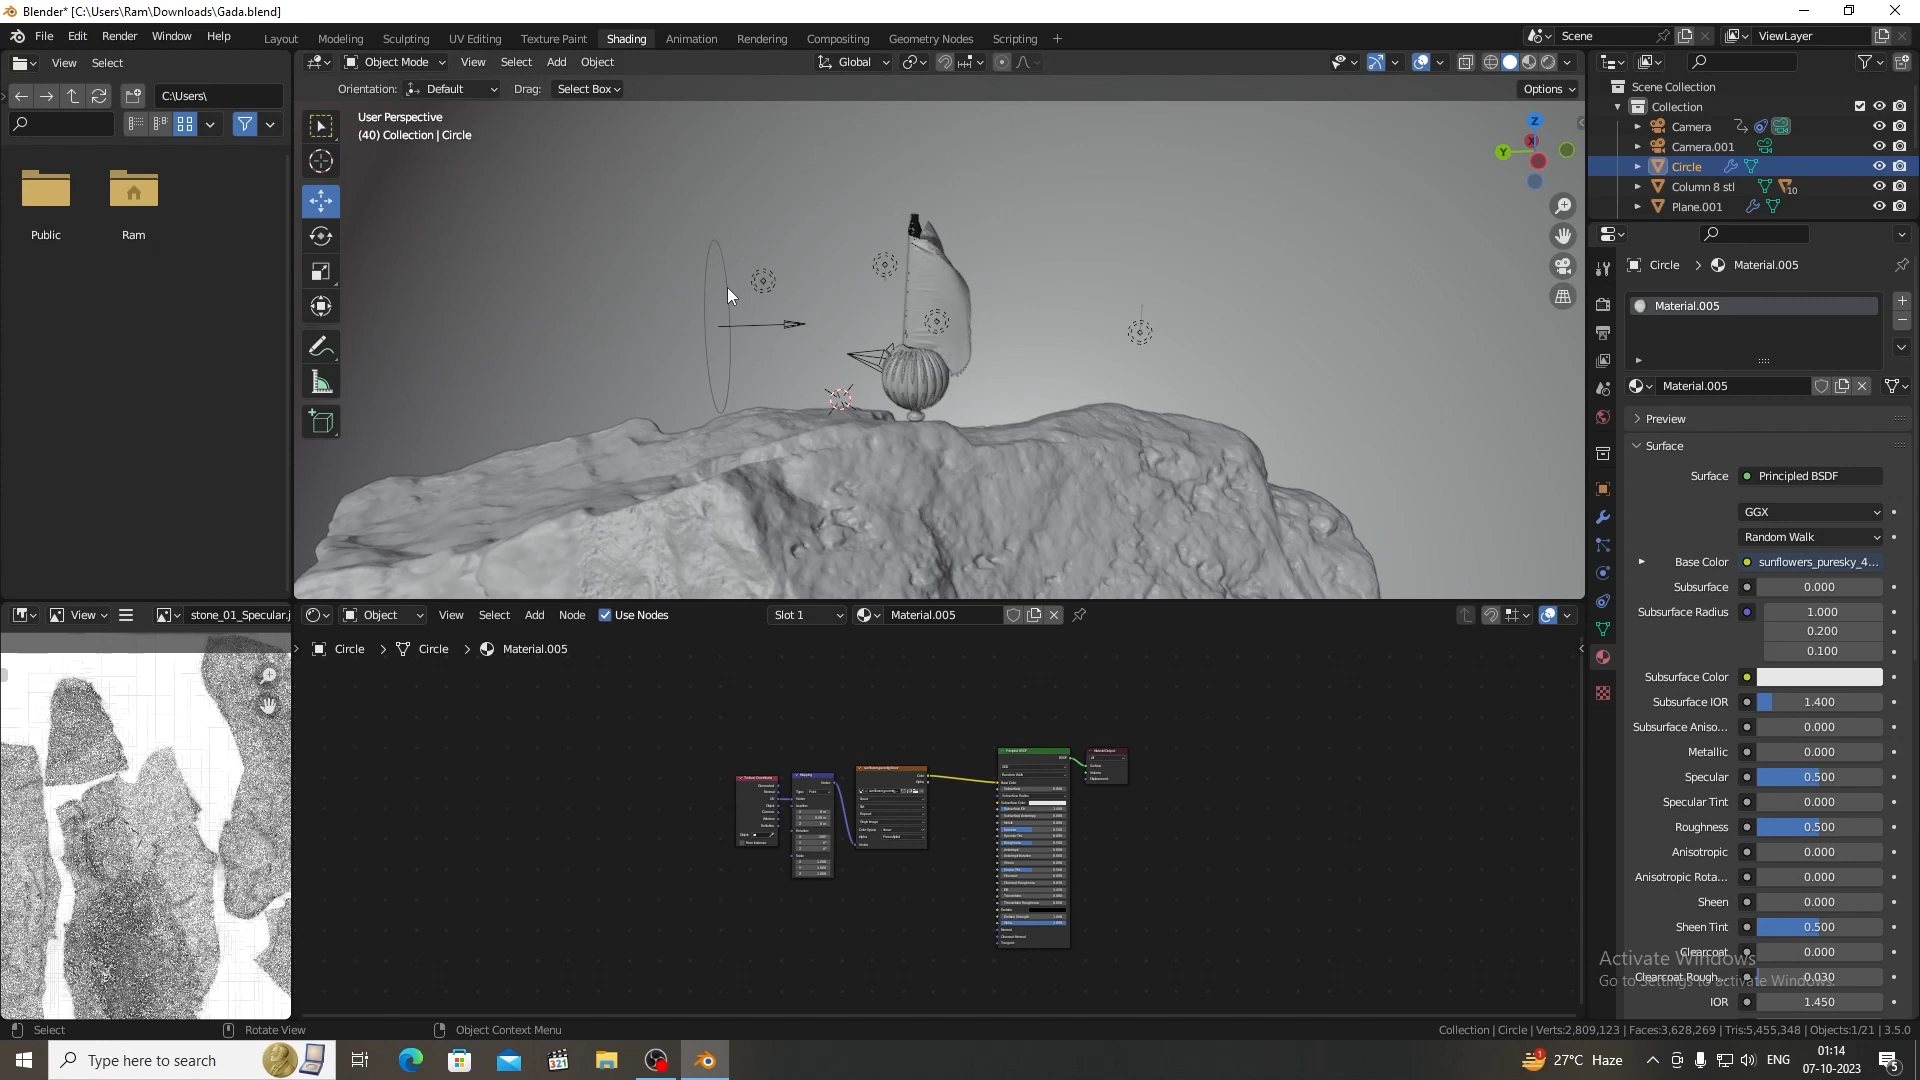 Blender* [C:\Users\Ram\Downloads\Gada.blend]
File Edit Render Window Help
Layout Modeling Sculpting UV Editing Texture Paint Shading Animation Rendering Compositing Geometry Nodes Scripting +
Scene
ViewLayer
View Select
Object Mode View Select Add Object
Global
C:\Users\
Orientation: Default Drag: Select Box
Options
Scene Collection
Collection
Camera
Camera.001
Circle
Column 8 stl
10
Plane.001
User Perspective
(40) Collection | Circle
Z
Y
X
Public
Ram
Circle > Material.005
Material.005
Material.005
Preview
Surface
Surface Principled BSDF
GGX
Random Walk
Base Color sunflowers_puresky_4...
Subsurface 0.000
Subsurface Radius 1.000
0.200
0.100
Subsurface Color
Subsurface IOR 1.400
Subsurface Aniso... 0.000
Metallic 0.000
Specular 0.500
Specular Tint 0.000
Roughness 0.500
Anisotropic 0.000
Anisotropic Rota... 0.000
Sheen 0.000
Sheen Tint 0.500
Clearcoat 0.000
Clearcoat Rough... 0.030
IOR 1.450
Activate Windows
Go to Settings to activate Windows.
View
stone_01_Specular.j
Object View Select Add Node Use Nodes
Slot 1
Material.005
Circle > Circle > Material.005
Select
Rotate View
Object Context Menu
Collection | Circle | Verts:2,809,123 | Faces:3,628,269 | Tris:5,455,348 | Objects:1/21 | 3.5.0
Type here to search
27°C Haze
ENG
01:14
07-10-2023
5